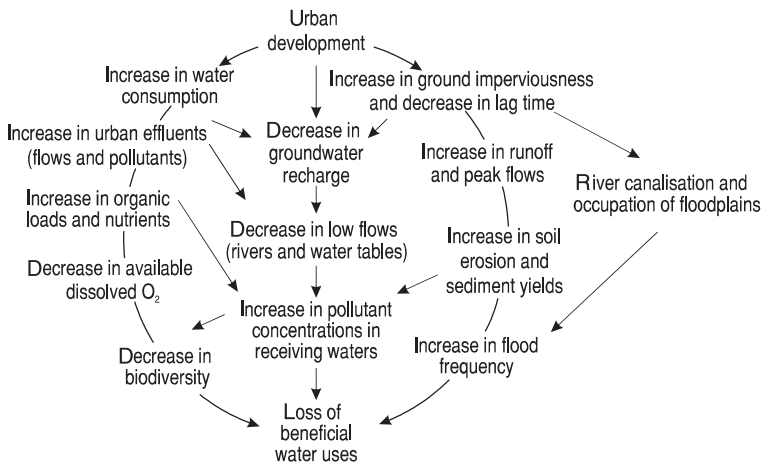 Urban
development
Increase in water
consumption
Increase in ground imperviousness
and decrease in lag time
Increase in urban effluents
(flows and pollutants)
Decrease in
groundwater
recharge
Increase in runoff
and peak flows
River canalisation and
occupation of floodplains
Increase in organic
loads and nutrients
Decrease in low flows
(rivers and water tables)
Increase in soil
erosion and
sediment yields
Decrease in available
dissolved O₂
Increase in pollutant
concentrations in
receiving waters
Decrease in
biodiversity
Increase in flood
frequency
Loss of
beneficial
water uses